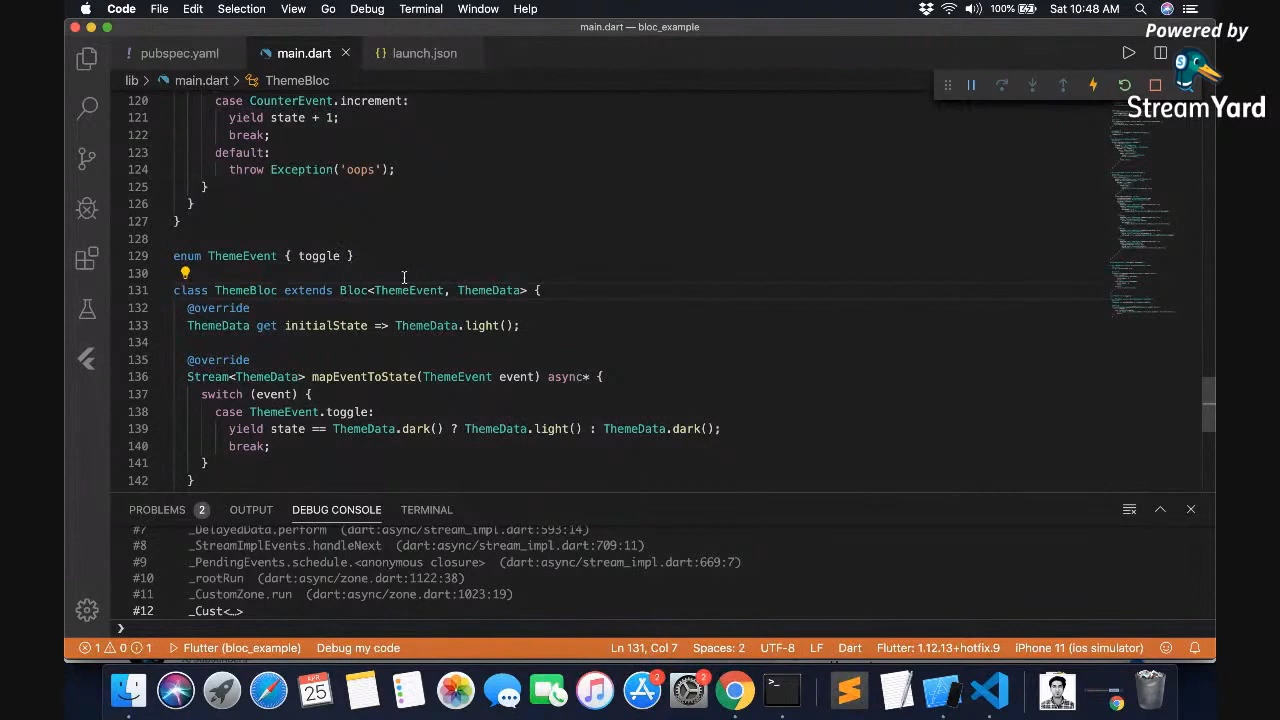 Code File Edit Selection View Go Debug Terminal Window Help 100% Sat 10:48 AM
main.dart — bloc_example
Powered by
StreamYard
! pubspec.yaml main.dart × {} launch.json
lib > main.dart > ThemeBloc
120 case CounterEvent.increment:
121 yield state + 1;
122 break;
123 default:
124 throw Exception('oops');
125 }
126 }
127 }
128
129 enum ThemeEvent { toggle }
130
131 class ThemeBloc extends Bloc<ThemeEvent, ThemeData> {
132 @override
133 ThemeData get initialState => ThemeData.light();
134
135 @override
136 Stream<ThemeData> mapEventToState(ThemeEvent event) async* {
137 switch (event) {
138 case ThemeEvent.toggle:
139 yield state == ThemeData.dark() ? ThemeData.light() : ThemeData.dark();
140 break;
141 }
142 }
PROBLEMS 2 OUTPUT DEBUG CONSOLE TERMINAL
#7 _DelayedData.perform (dart:async/stream_impl.dart:593:14)
#8 _StreamImplEvents.handleNext (dart:async/stream_impl.dart:709:11)
#9 _PendingEvents.schedule.<anonymous closure> (dart:async/stream_impl.dart:669:7)
#10 _rootRun (dart:async/zone.dart:1122:38)
#11 _CustomZone.run (dart:async/zone.dart:1023:19)
#12 _Cust<…>
1 0 1 Flutter (bloc_example) Debug my code Ln 131, Col 7 Spaces: 2 UTF-8 LF Dart Flutter: 1.12.13+hotfix.9 iPhone 11 (ios simulator)
APR
25
2 2